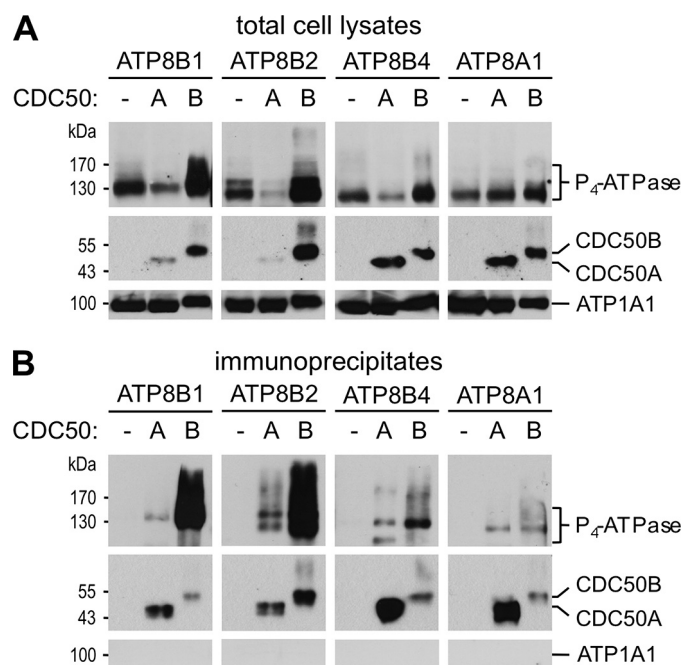 A
total cell lysates
ATP8B1 ATP8B2 ATP8B4 ATP8A1
CDC50: - A B - A B - A B - A B
kDa
170
130
P4-ATPase
55
43
CDC50B
CDC50A
100
ATP1A1
B
immunoprecipitates
ATP8B1 ATP8B2 ATP8B4 ATP8A1
CDC50: - A B - A B - A B - A B
kDa
170
130
P4-ATPase
55
43
CDC50B
CDC50A
100
ATP1A1